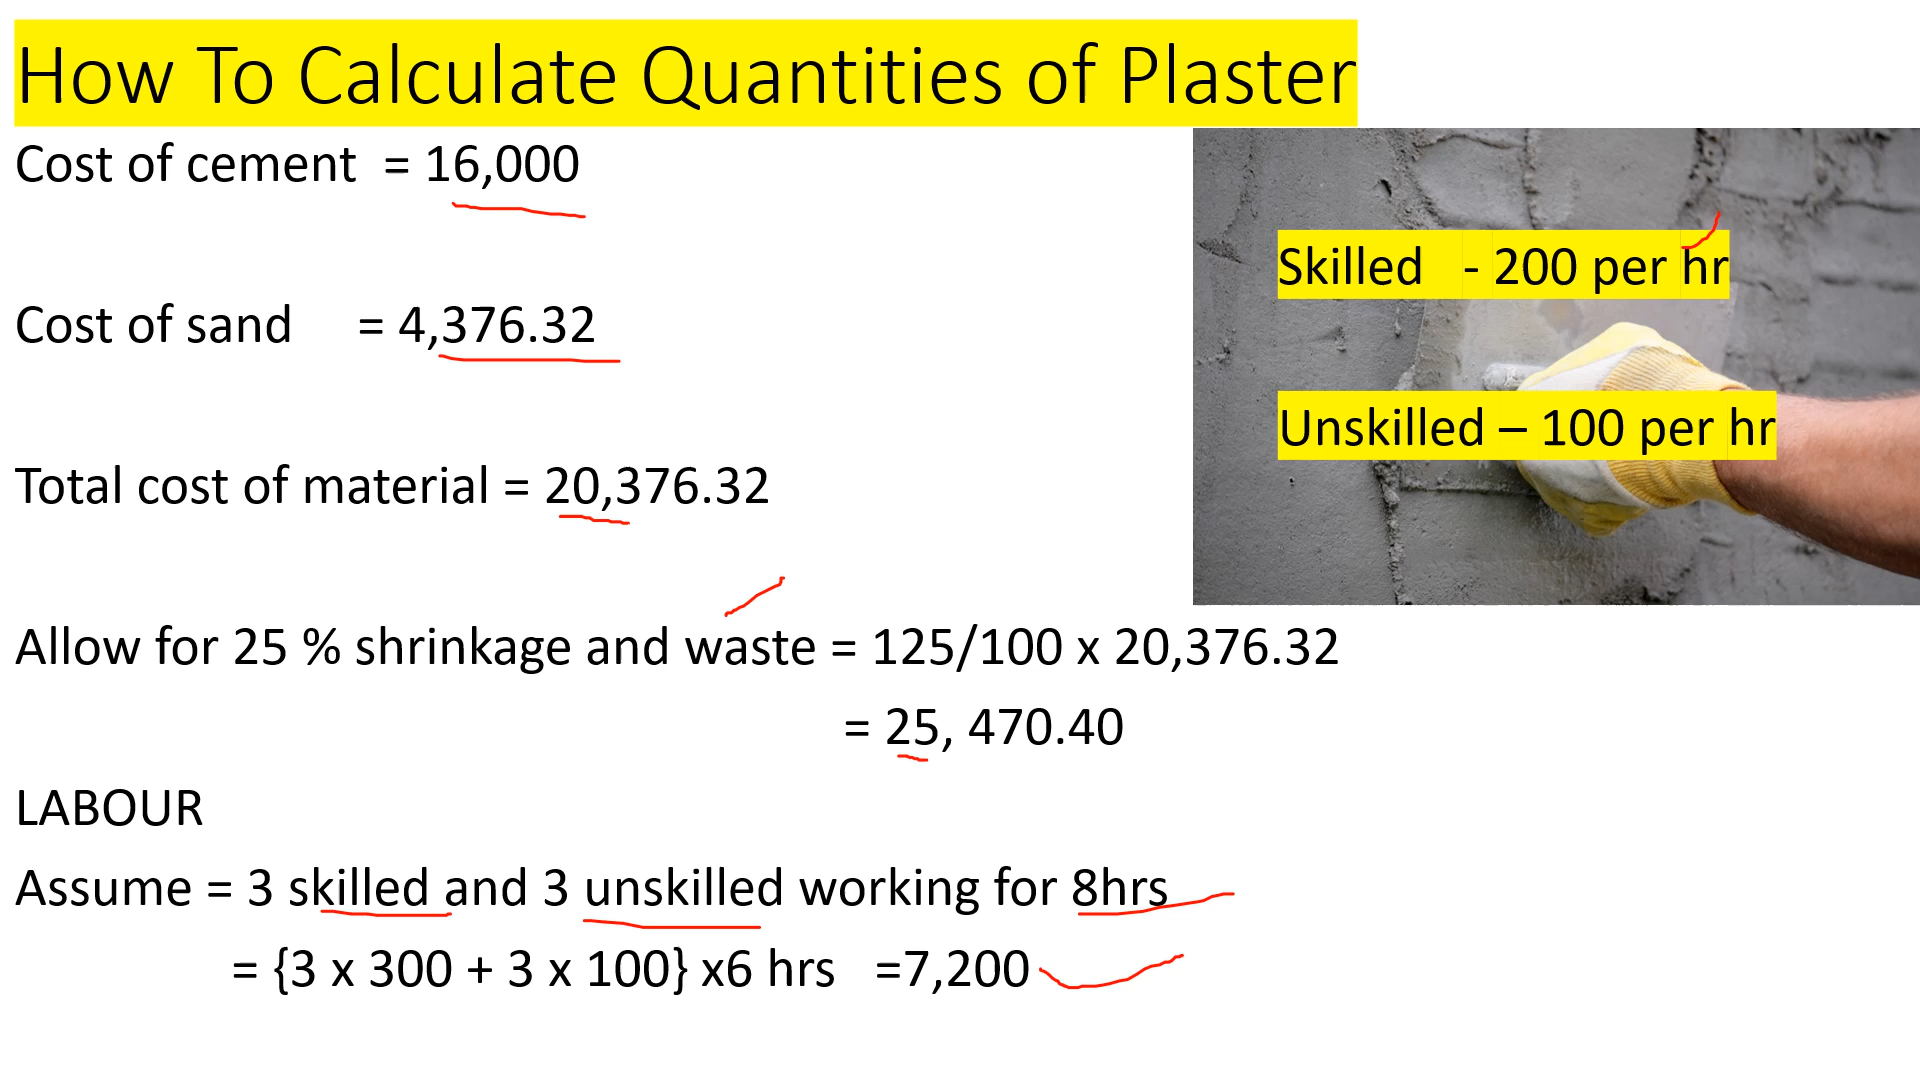 How To Calculate Quantities of Plaster
Cost of cement = 16,000
Skilled - 200 per hr
Cost of sand = 4,376.32
Unskilled – 100 per hr
Total cost of material = 20,376.32
Allow for 25 % shrinkage and waste = 125/100 x 20,376.32
= 25, 470.40
LABOUR
Assume = 3 skilled and 3 unskilled working for 8hrs
= {3 x 300 + 3 x 100} x6 hrs =7,200